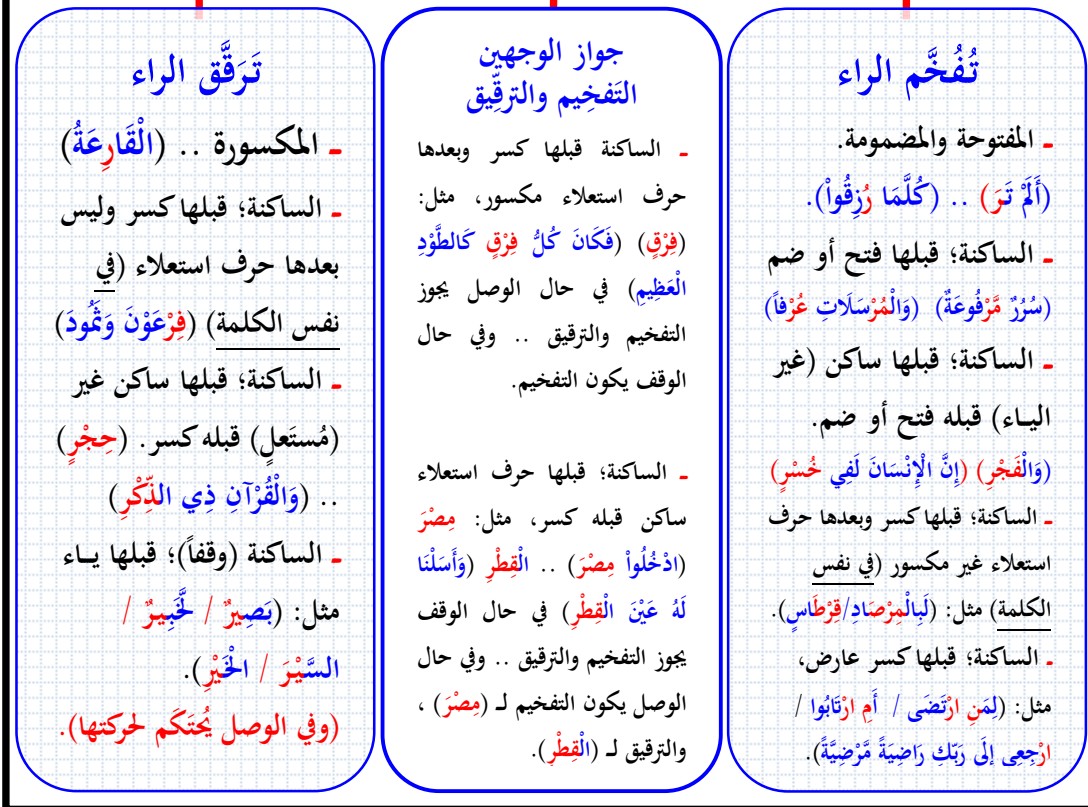 تُفُخَّم الراء
ـ المفتوحة والمضمومة.
(أَلَمْ تَرَ) .. (كُلَّمَا رُزِقُواْ).
ـ الساكنة؛ قبلها فتح أو ضم
(سُرُرٌ مَّرْفُوعَةٌ) (وَالْمُرْسَلَاتِ عُرْفاً)
ـ الساكنة؛ قبلها ساكن (غير
اليـاء) قبله فتح أو ضم.
(وَالْفَجْرِ) (إِنَّ الْإِنْسَانَ لَفِي خُسْرٍ)
ـ الساكنة؛ قبلها كسر وبعدها حرف
استعلاء غير مكسور (في نفس
الكلمة) مثل: (لَبِالْمِرْصَادِ/قِرْطَاسٍ).
ـ الساكنة؛ قبلها كسر عارض،
مثل: (لِمَنِ ارْتَضَى / أَمِ ارْتَابُوا /
ارْجِعِي إِلَى رَبِّكِ رَاضِيَةً مَّرْضِيَّةً).
جواز الوجهين
التَفخِيم والترقِّيق
ـ الساكنة قبلها كسر وبعدها
حرف استعلاء مكسور، مثل:
(فِرْقٍ) (فَكَانَ كُلُّ فِرْقٍ كَالطَّوْدِ
الْعَظِيمِ) في حال الوصل يجوز
التفخيم والترقيق .. وفي حال
الوقف يكون التفخيم.
ـ الساكنة؛ قبلها حرف استعلاء
ساكن قبله كسر، مثل: مِصْرَ
(ادْخُلُواْ مِصْرَ) .. الْقِطْرِ (وَأَسَلْنَا
لَهُ عَيْنَ الْقِطْرِ) في حال الوقف
يجوز التفخيم والترقيق .. وفي حال
الوصل يكون التفخيم لـ (مِصْرَ) ،
والترقيق لـ (الْقِطْرِ).
تَرَقَّق الراء
ـ المكسورة .. (الْقَارِعَةُ)
ـ الساكنة؛ قبلها كسر وليس
بعدها حرف استعلاء (في
نفس الكلمة) (فِرْعَوْنَ وَثَمُودَ)
ـ الساكنة؛ قبلها ساكن غير
(مُستَعلٍ) قبله كسر. (حِجْرٍ)
.. (وَالْقُرْآنِ ذِي الذِّكْرِ)
ـ الساكنة (وقفاً)؛ قبلها يـاء
مثل: (بَصِيرٌ / لَّخَبِيرٌ /
السَّيْرَ / الْخَيْرِ).
(وفي الوصل يُحتَكَم لحركتها).